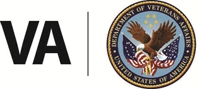 VA
DEPARTMENT OF VETERANS AFFAIRS
UNITED STATES OF AMERICA